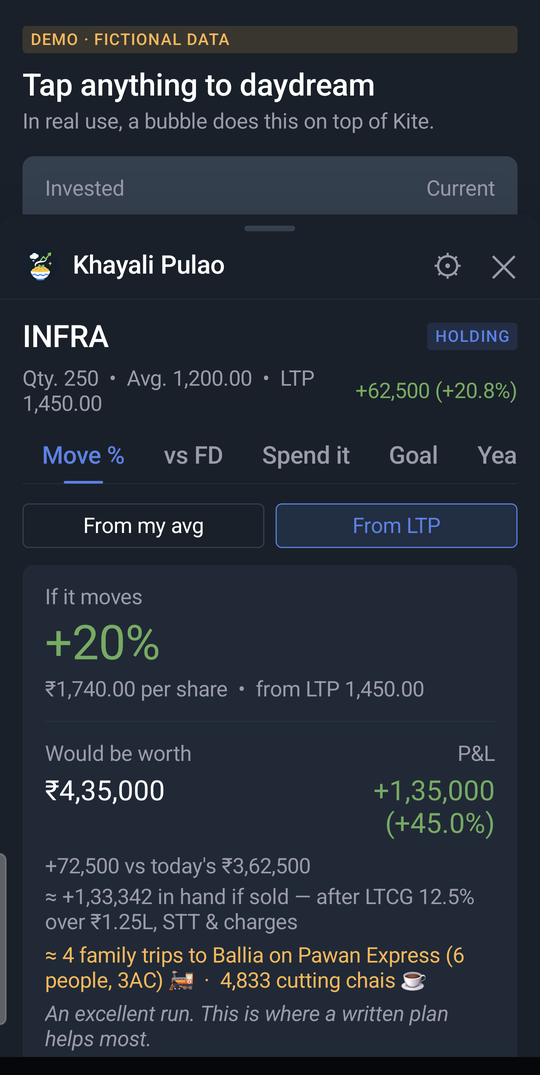 DEMO · FICTIONAL DATA
Tap anything to daydream
In real use, a bubble does this on top of Kite.
Invested Current
Khayali Pulao
INFRA HOLDING
Qty. 250 • Avg. 1,200.00 • LTP
1,450.00 +62,500 (+20.8%)
Move % vs FD Spend it Goal Yea
From my avg From LTP
If it moves
+20%
₹1,740.00 per share • from LTP 1,450.00
Would be worth P&L
₹4,35,000 +1,35,000
(+45.0%)
+72,500 vs today's ₹3,62,500
≈ +1,33,342 in hand if sold — after LTCG 12.5%
over ₹1.25L, STT & charges
≈ 4 family trips to Ballia on Pawan Express (6
people, 3AC) 🚂 · 4,833 cutting chais ☕
An excellent run. This is where a written plan
helps most.